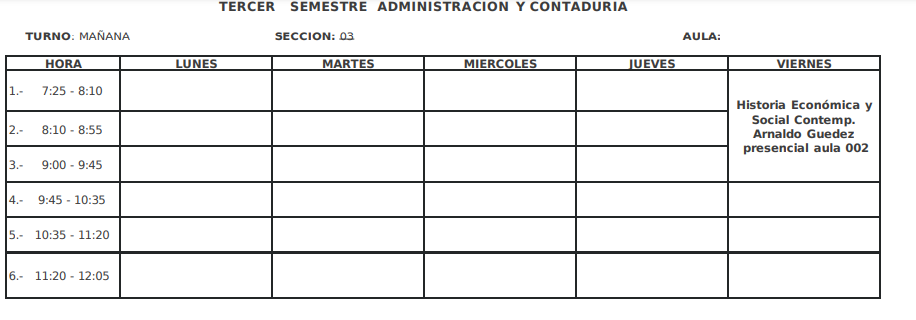 TERCER SEMESTRE ADMINISTRACION Y CONTADURIA
TURNO: MAÑANA SECCION: 03 AULA:
HORA LUNES MARTES MIERCOLES JUEVES VIERNES
1.- 7:25 - 8:10
2.- 8:10 - 8:55
3.- 9:00 - 9:45
Historia Económica y
Social Contemp.
Arnaldo Guedez
presencial aula 002
4.- 9:45 - 10:35
5.- 10:35 - 11:20
6.- 11:20 - 12:05